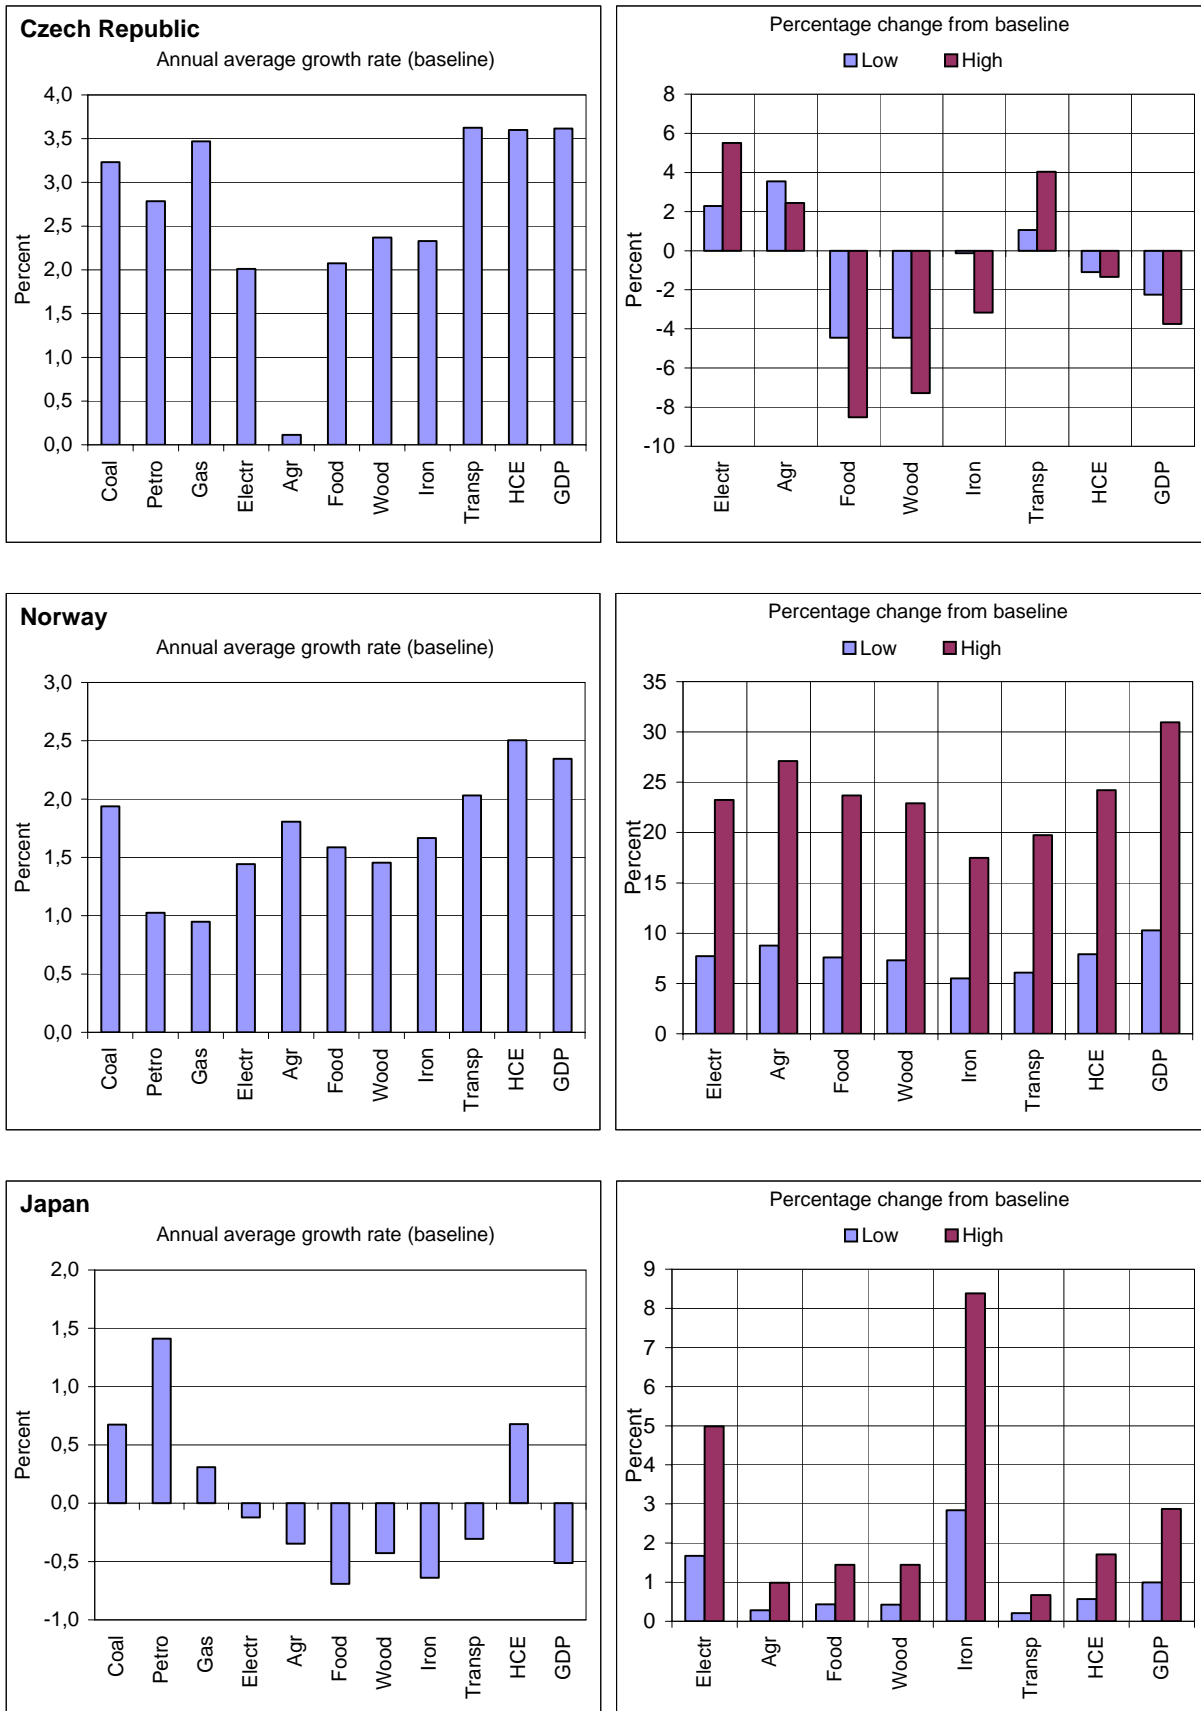 Czech Republic
Annual average growth rate (baseline)
Percent
4,0
3,5
3,0
2,5
2,0
1,5
1,0
0,5
0,0
Coal Petro Gas Electr Agr Food Wood Iron Transp HCE GDP
Percentage change from baseline
Low High
Percent
8
6
4
2
0
-2
-4
-6
-8
-10
Electr Agr Food Wood Iron Transp HCE GDP
Norway
Annual average growth rate (baseline)
Percent
3,0
2,5
2,0
1,5
1,0
0,5
0,0
Coal Petro Gas Electr Agr Food Wood Iron Transp HCE GDP
Percentage change from baseline
Low High
Percent
35
30
25
20
15
10
5
0
Electr Agr Food Wood Iron Transp HCE GDP
Japan
Annual average growth rate (baseline)
Percent
2,0
1,5
1,0
0,5
0,0
-0,5
-1,0
Coal Petro Gas Electr Agr Food Wood Iron Transp HCE GDP
Percentage change from baseline
Low High
Percent
9
8
7
6
5
4
3
2
1
0
Electr Agr Food Wood Iron Transp HCE GDP